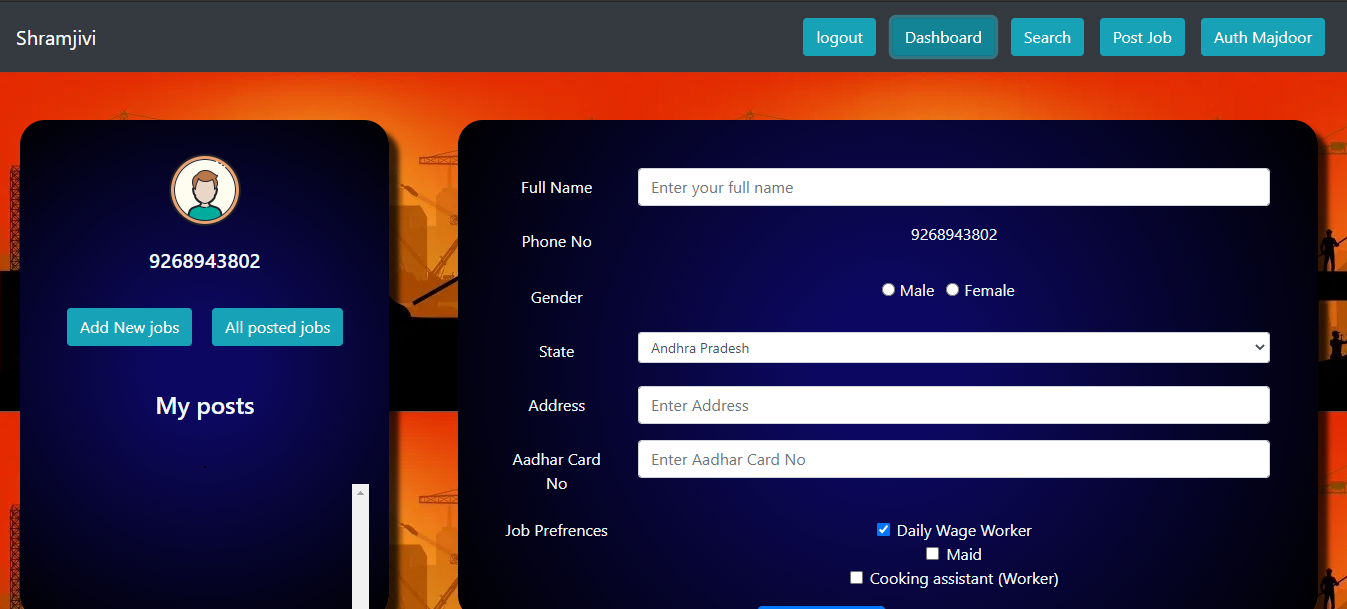 Shramjivi
logout
Dashboard
Search
Post Job
Auth Majdoor
9268943802
Add New jobs
All posted jobs
My posts
.
Full Name
Enter your full name
Phone No
9268943802
Gender
Male
Female
State
Andhra Pradesh
Address
Enter Address
Aadhar Card
No
Enter Aadhar Card No
Job Prefrences
Daily Wage Worker
Maid
Cooking assistant (Worker)